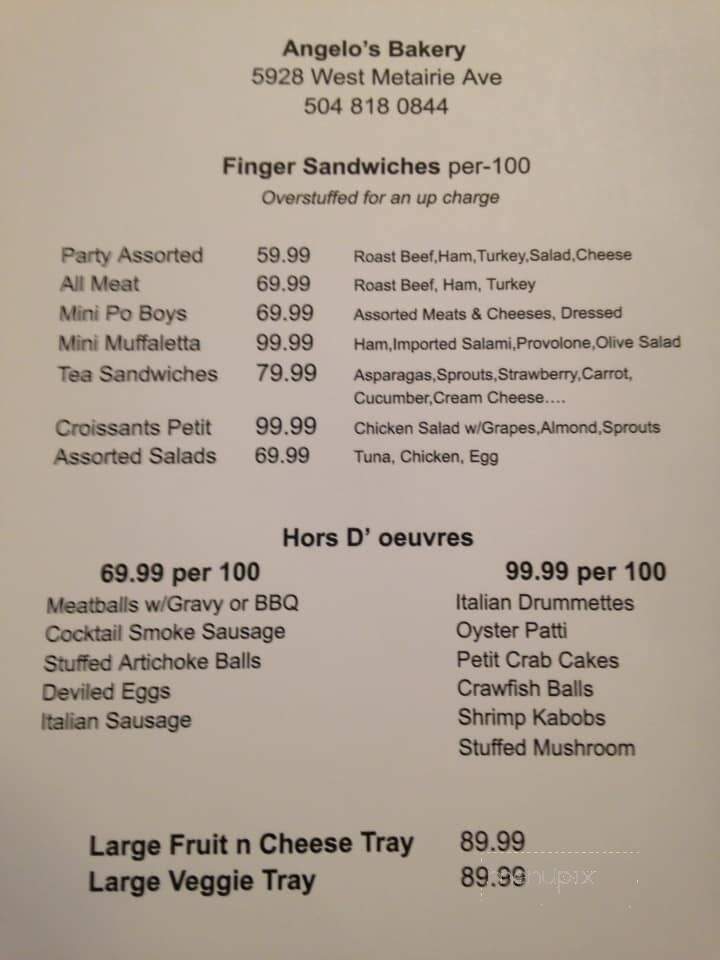 Angelo's Bakery
5928 West Metairie Ave
504 818 0844
Finger Sandwiches per-100
Overstuffed for an up charge
Party Assorted 59.99 Roast Beef,Ham,Turkey,Salad,Cheese
All Meat 69.99 Roast Beef, Ham, Turkey
Mini Po Boys 69.99 Assorted Meats & Cheeses, Dressed
Mini Muffaletta 99.99 Ham,Imported Salami,Provolone,Olive Salad
Tea Sandwiches 79.99 Asparagas,Sprouts,Strawberry,Carrot,
Cucumber,Cream Cheese....
Croissants Petit 99.99 Chicken Salad w/Grapes,Almond,Sprouts
Assorted Salads 69.99 Tuna, Chicken, Egg
Hors D' oeuvres
69.99 per 100
Meatballs w/Gravy or BBQ
Cocktail Smoke Sausage
Stuffed Artichoke Balls
Deviled Eggs
Italian Sausage
99.99 per 100
Italian Drummettes
Oyster Patti
Petit Crab Cakes
Crawfish Balls
Shrimp Kabobs
Stuffed Mushroom
Large Fruit n Cheese Tray 89.99
Large Veggie Tray 89.99
menupix